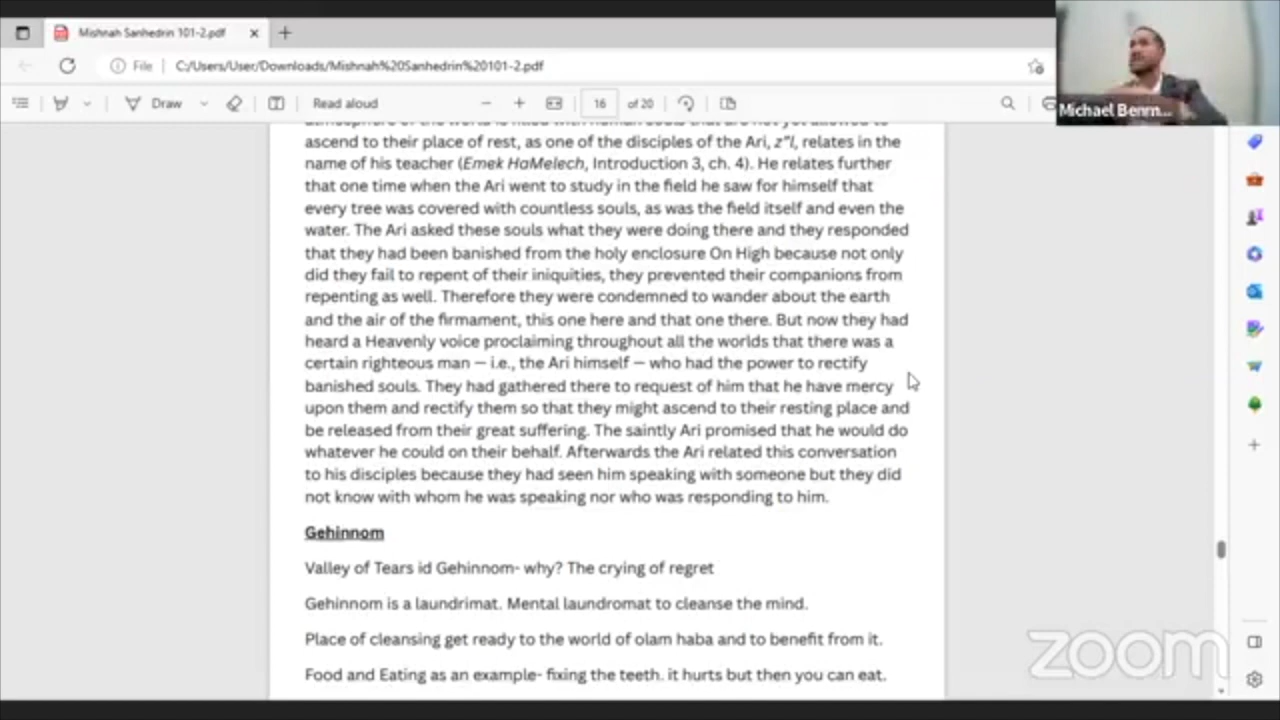 Mishnah Sanhedrin 101-2.pdf
File C:/Users/User/Downloads/Mishnah%20Sanhedrin%20101-2.pdf
Draw Read aloud 16 of 20
Michael Benm...
atmosphere of the world is filled with human souls that are not yet allowed to
ascend to their place of rest, as one of the disciples of the Ari, z"l, relates in the
name of his teacher (Emek HaMelech, Introduction 3, ch. 4). He relates further
that one time when the Ari went to study in the field he saw for himself that
every tree was covered with countless souls, as was the field itself and even the
water. The Ari asked these souls what they were doing there and they responded
that they had been banished from the holy enclosure On High because not only
did they fail to repent of their iniquities, they prevented their companions from
repenting as well. Therefore they were condemned to wander about the earth
and the air of the firmament, this one here and that one there. But now they had
heard a Heavenly voice proclaiming throughout all the worlds that there was a
certain righteous man — i.e., the Ari himself — who had the power to rectify
banished souls. They had gathered there to request of him that he have mercy
upon them and rectify them so that they might ascend to their resting place and
be released from their great suffering. The saintly Ari promised that he would do
whatever he could on their behalf. Afterwards the Ari related this conversation
to his disciples because they had seen him speaking with someone but they did
not know with whom he was speaking nor who was responding to him.
Gehinnom
Valley of Tears id Gehinnom- why? The crying of regret
Gehinnom is a laundrimat. Mental laundromat to cleanse the mind.
Place of cleansing get ready to the world of olam haba and to benefit from it.
Food and Eating as an example- fixing the teeth. it hurts but then you can eat.
zoom